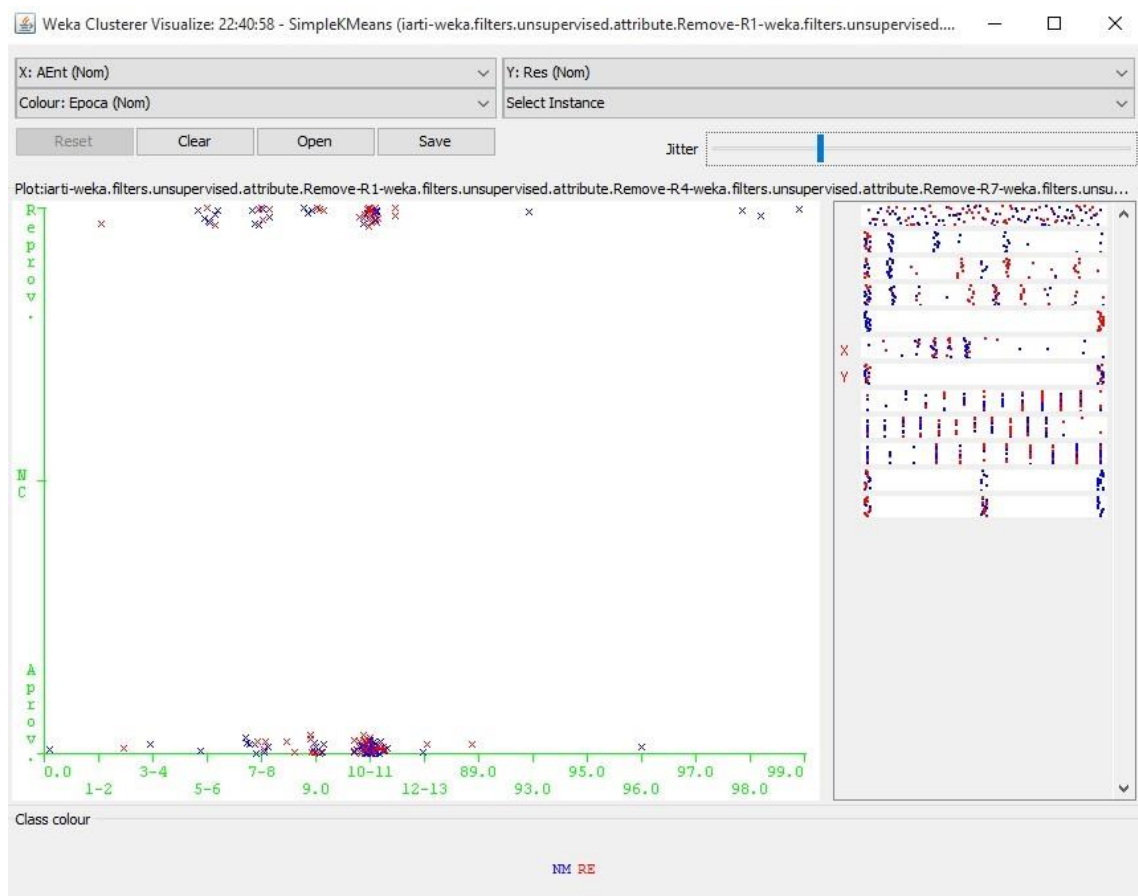 Weka Clusterer Visualize: 22:40:58 - SimpleKMeans (iarti-weka.filters.unsupervised.attribute.Remove-R1-weka.filters.unsupervised....
X: AEnt (Nom)
Y: Res (Nom)
Colour: Epoca (Nom)
Select Instance
Reset
Clear
Open
Save
Jitter
Plot:iarti-weka.filters.unsupervised.attribute.Remove-R1-weka.filters.unsupervised.attribute.Remove-R4-weka.filters.unsupervised.attribute.Remove-R7-weka.filters.unsu...
Reprov.
NC
Aprov.
X
Y
0.0 3-4 7-8 10-11 89.0 95.0 97.0 99.0
1-2 5-6 9.0 12-13 93.0 96.0 98.0
Class colour
NM RE